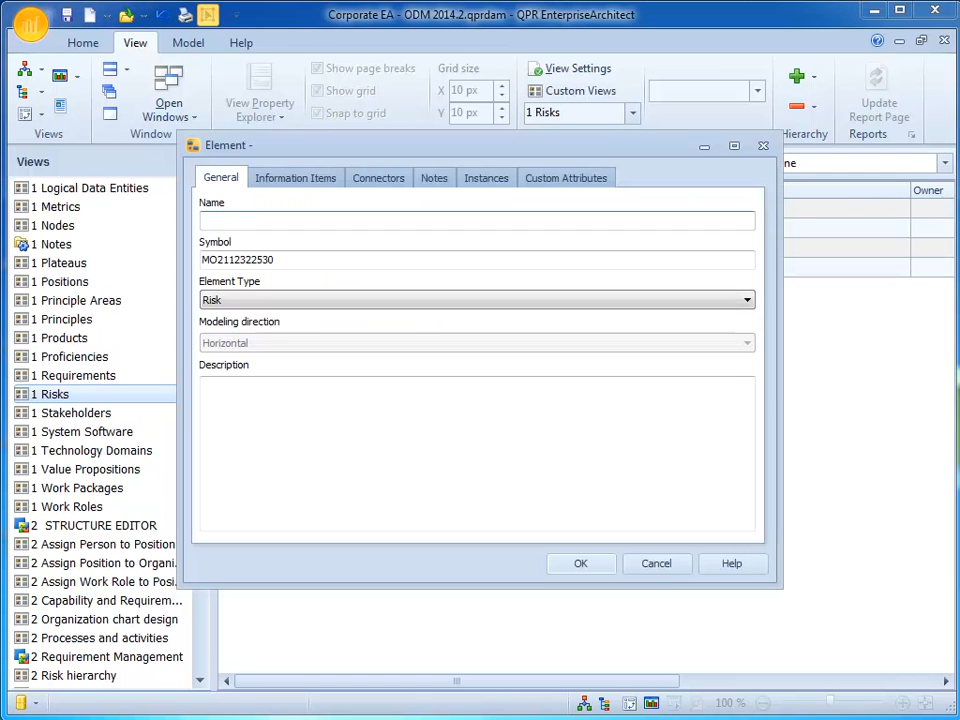 Corporate EA - ODM 2014.2.qprdam - QPR EnterpriseArchitect
Home View Model Help
Show page breaks
Show grid
Snap to grid
Grid size
X 10 px
Y 10 px
View Settings
Custom Views
1 Risks
Open
Windows
View Property
Explorer
Update
Report Page
Views
Window
Hierarchy
Reports
Views
1 Logical Data Entities
1 Metrics
1 Nodes
1 Notes
1 Plateaus
1 Positions
1 Principle Areas
1 Principles
1 Products
1 Proficiencies
1 Requirements
1 Risks
1 Stakeholders
1 System Software
1 Technology Domains
1 Value Propositions
1 Work Packages
1 Work Roles
2 STRUCTURE EDITOR
2 Assign Person to Position
2 Assign Position to Organi...
2 Assign Work Role to Posi...
2 Capability and Requirem...
2 Organization chart design
2 Processes and activities
2 Requirement Management
2 Risk hierarchy
Element -
General Information Items Connectors Notes Instances Custom Attributes
Name
Symbol
MO2112322530
Element Type
Risk
Modeling direction
Horizontal
Description
OK Cancel Help
ne
Owner
100 %